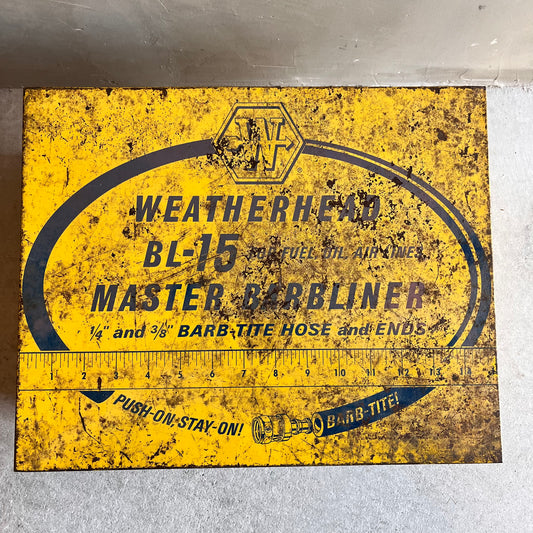 W
®
WEATHERHEAD
BL-15 FOR FUEL, OIL, AIR LINES
MASTER BARBLINER
1/4" and 3/8" BARB-TITE HOSE and ENDS
1 2 3 4 5 6 7 8 9 10 11 12 13 14
PUSH-ON-STAY-ON!
BARB-TITE!